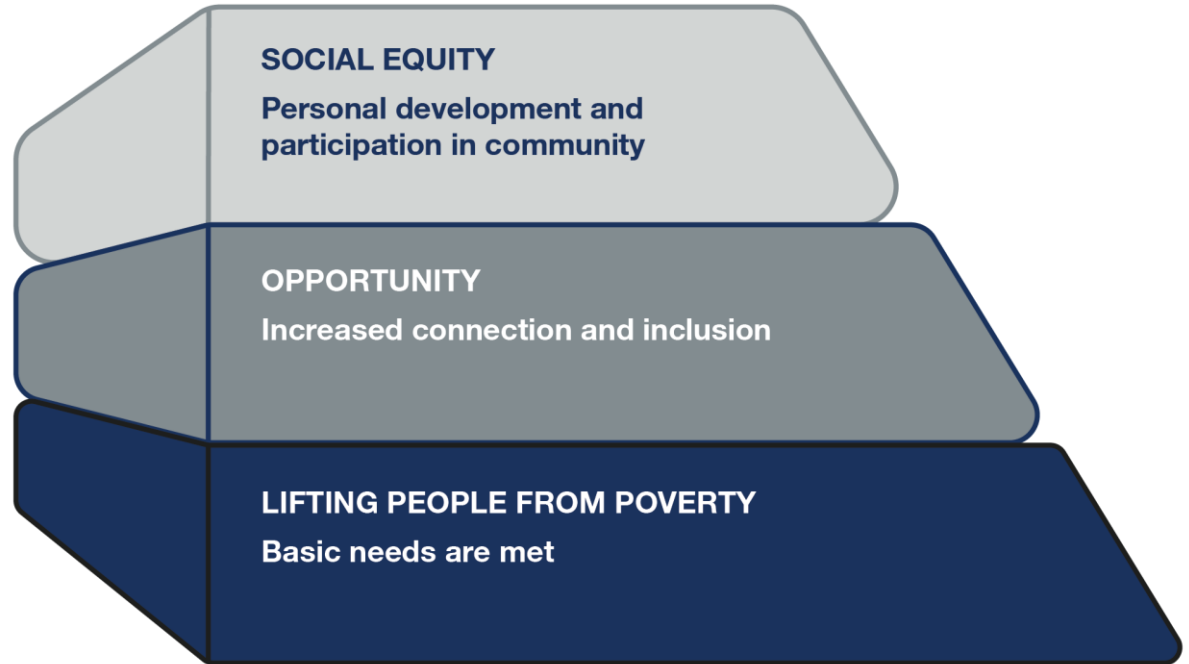 SOCIAL EQUITY
Personal development and
participation in community
OPPORTUNITY
Increased connection and inclusion
LIFTING PEOPLE FROM POVERTY
Basic needs are met